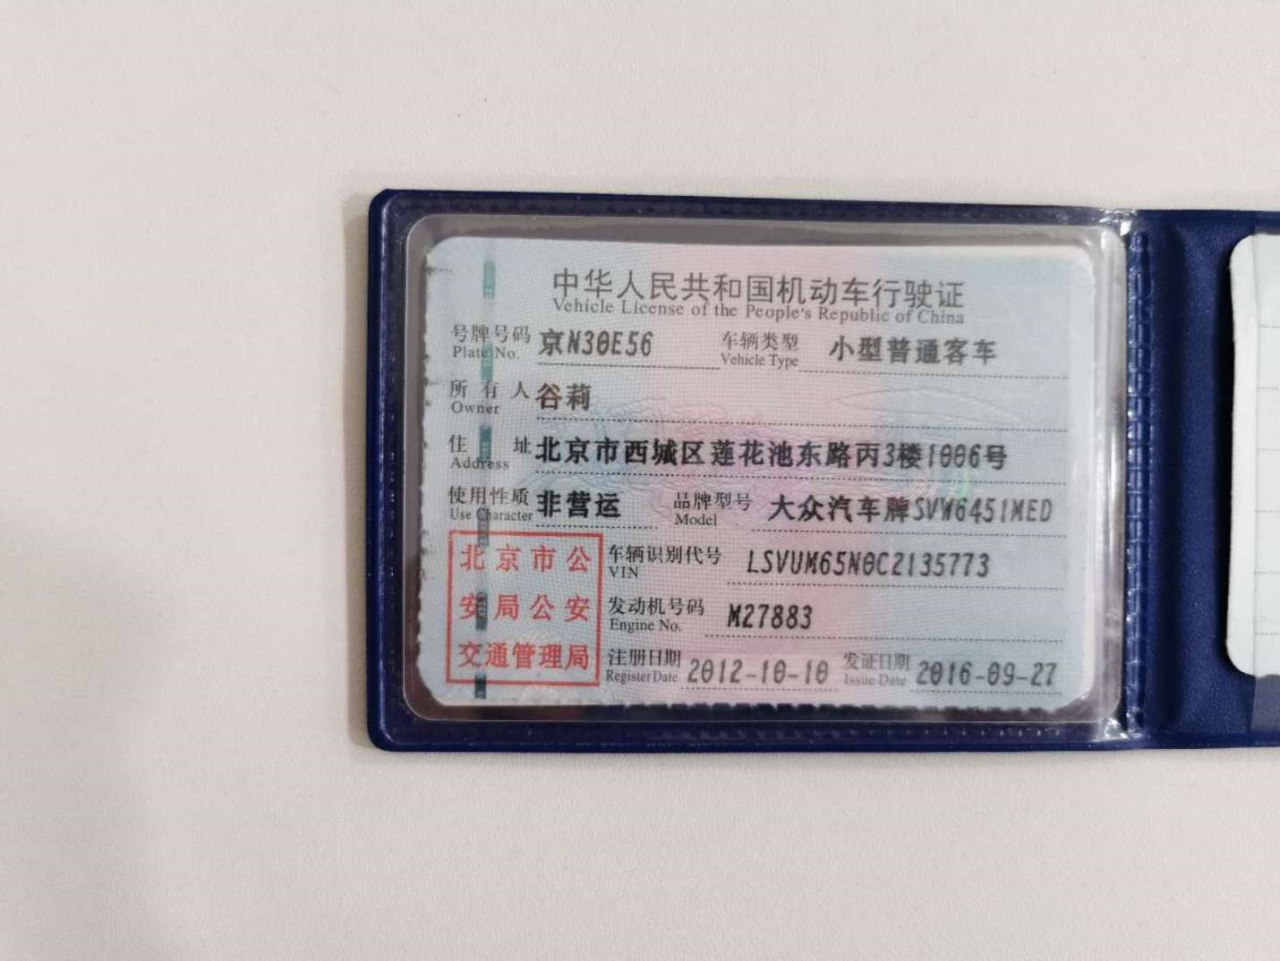 中华人民共和国机动车行驶证
Vehicle License of the People's Republic of China
号牌号码 京N30E56 车辆类型 小型普通客车
Plate No. Vehicle Type
所有人 谷莉
Owner
住址 北京市西城区莲花池东路丙3楼1006号
Address
使用性质 非营运 品牌型号 大众汽车牌SVW6451MED
Use Character Model
北京市公安局公安交通管理局
车辆识别代号 LSVUM65N0C2135773
VIN
发动机号码 M27883
Engine No.
注册日期 2012-10-10 发证日期 2016-09-27
Register Date Issue Date